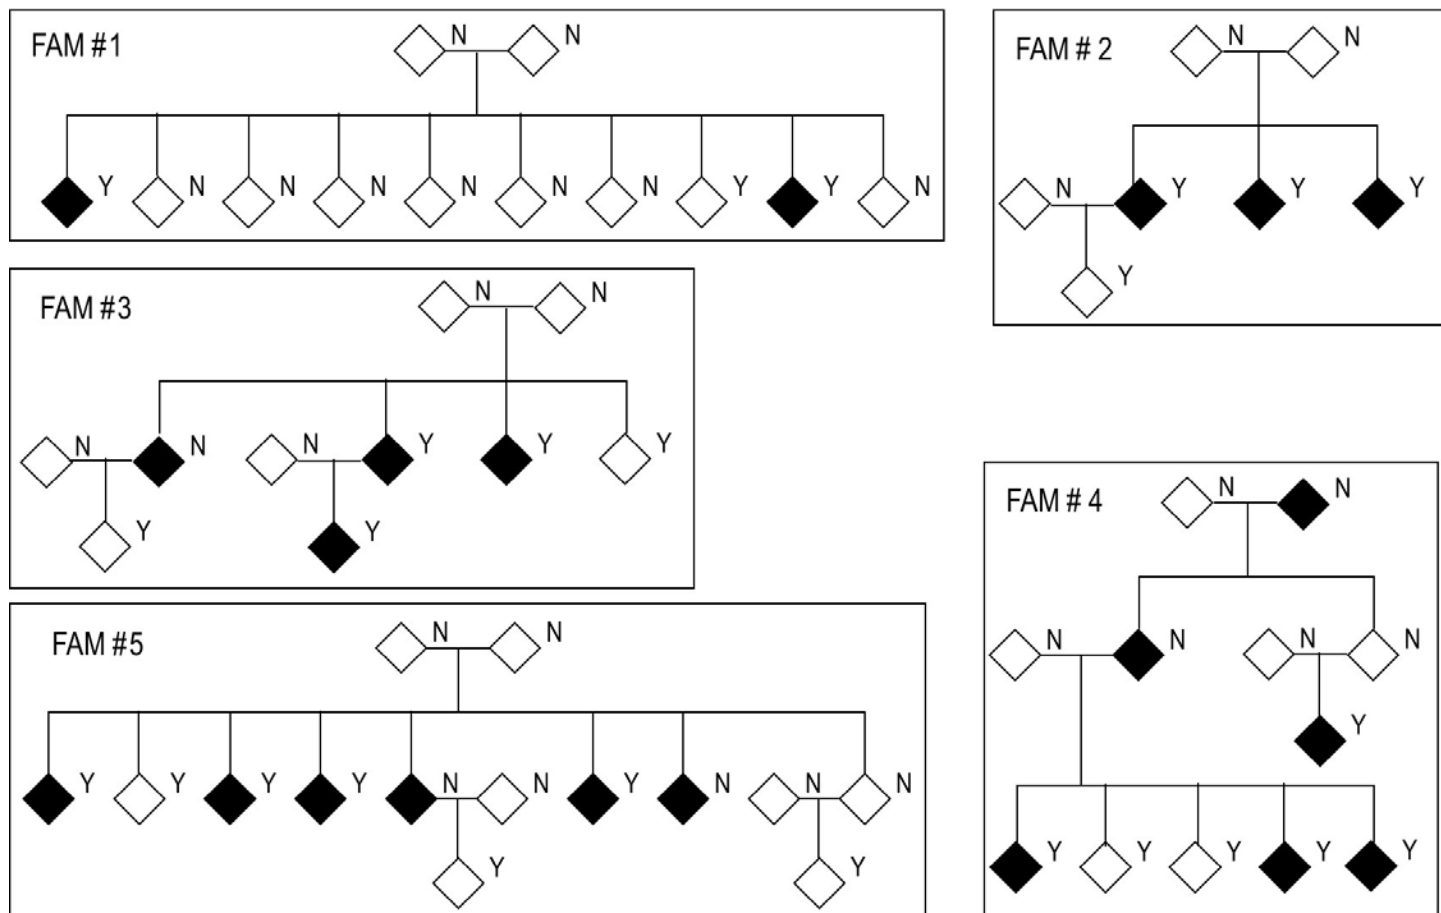 FAM #1
N N
Y N N N N N N Y Y N
FAM # 2
N N
N Y Y Y
Y
FAM #3
N N
N N N Y Y Y
Y Y
FAM # 4
N N
N N N N
Y
Y Y Y Y Y
FAM #5
N N
Y Y Y Y N N Y N N N
Y Y